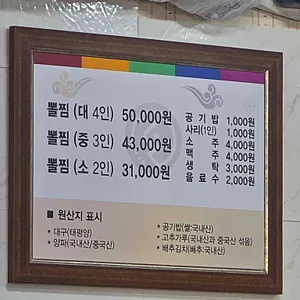 뽈찜 (대 4인) 50,000원
뽈찜 (중 3인) 43,000원
뽈찜 (소 2인) 31,000원
공기밥 1,000원
사리(1인) 1,000원
소주 4,000원
맥주 4,000원
생탁 3,000원
음료수 2,000원
■ 원산지 표시
• 대구(태평양)
• 양파(국내산/중국산)
• 공기밥(쌀:국내산)
• 고추가루(국내산과 중국산 섞음)
• 배추김치(배추:국내산)